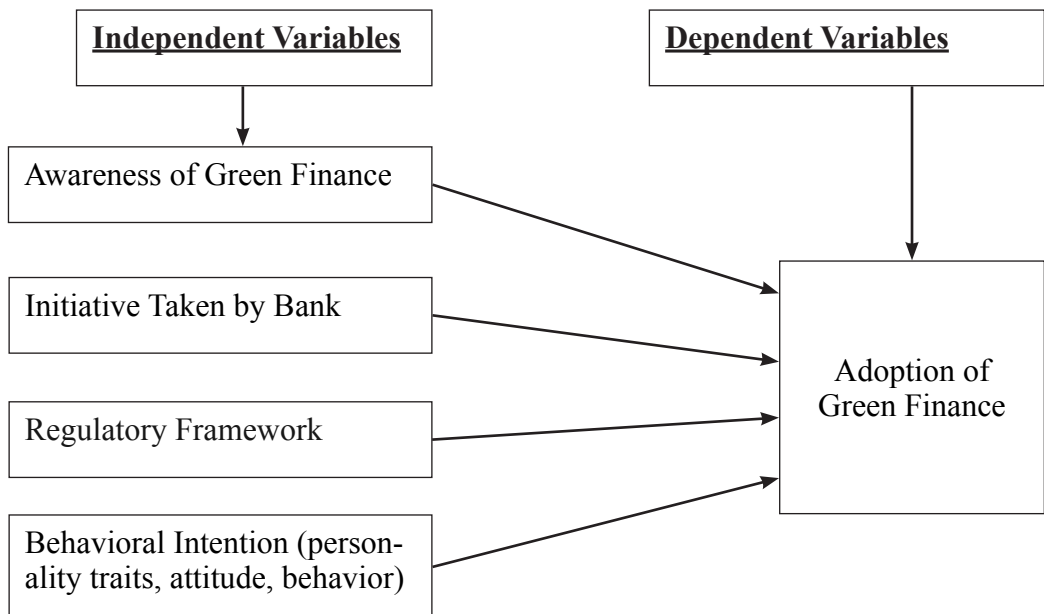 Independent Variables
Dependent Variables
Awareness of Green Finance
Initiative Taken by Bank
Regulatory Framework
Behavioral Intention (person-
ality traits, attitude, behavior)
Adoption of
Green Finance